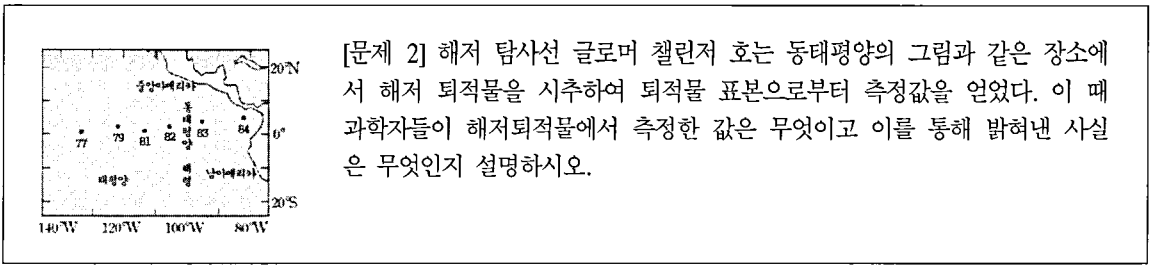 [문제 2] 해저 탐사선 글로머 챌린저 호는 동태평양의 그림과 같은 장소에
서 해저 퇴적물을 시추하여 퇴적물 표본으로부터 측정값을 얻었다. 이 때
과학자들이 해저퇴적물에서 측정한 값은 무엇이고 이를 통해 밝혀낸 사실
은 무엇인지 설명하시오.
20°N
중앙아메리카
동태평양 해령
77 79 81 82 83 84 0°
태평양 남아메리카
20°S
140°W 120°W 100°W 80°W